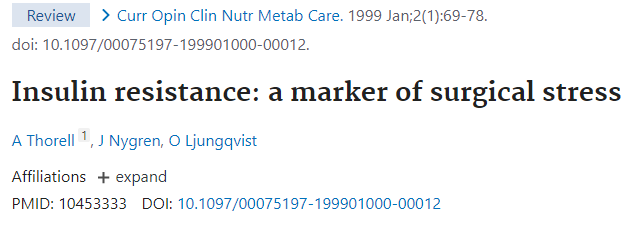 Review > Curr Opin Clin Nutr Metab Care. 1999 Jan;2(1):69-78.
doi: 10.1097/00075197-199901000-00012.
Insulin resistance: a marker of surgical stress
A Thorell 1, J Nygren, O Ljungqvist
Affiliations + expand
PMID: 10453333 DOI: 10.1097/00075197-199901000-00012